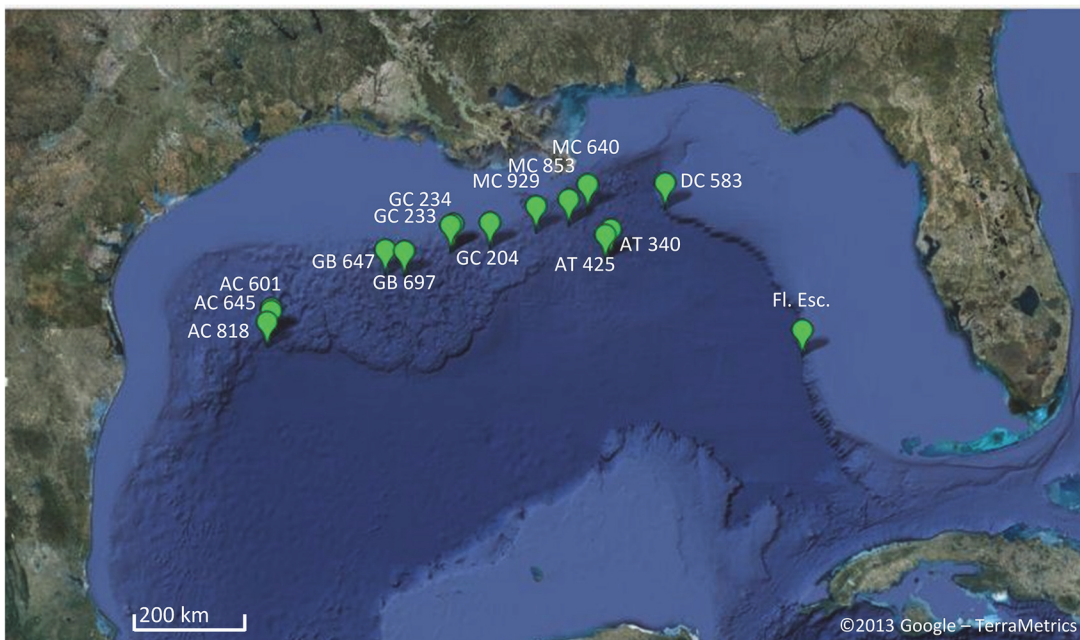 MC 640
MC 853
MC 929
DC 583
GC 234
GC 233
AT 340
GC 204
AT 425
GB 647
GB 697
AC 601
AC 645
AC 818
Fl. Esc.
200 km
©2013 Google – TerraMetrics